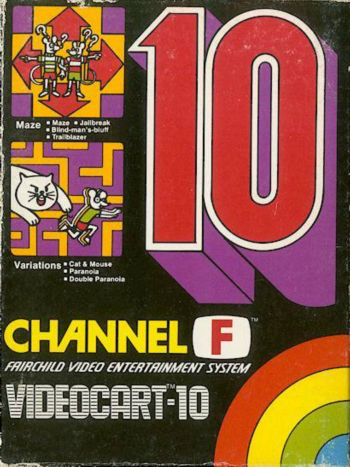 10
Maze ▪ Maze ▪ Jailbreak
▪ Blind-man's-bluff
▪ Trailblazer
Variations ▪ Cat & Mouse
▪ Paranoia
▪ Double Paranoia
CHANNEL F™
FAIRCHILD VIDEO ENTERTAINMENT SYSTEM
VIDEOCART™-10